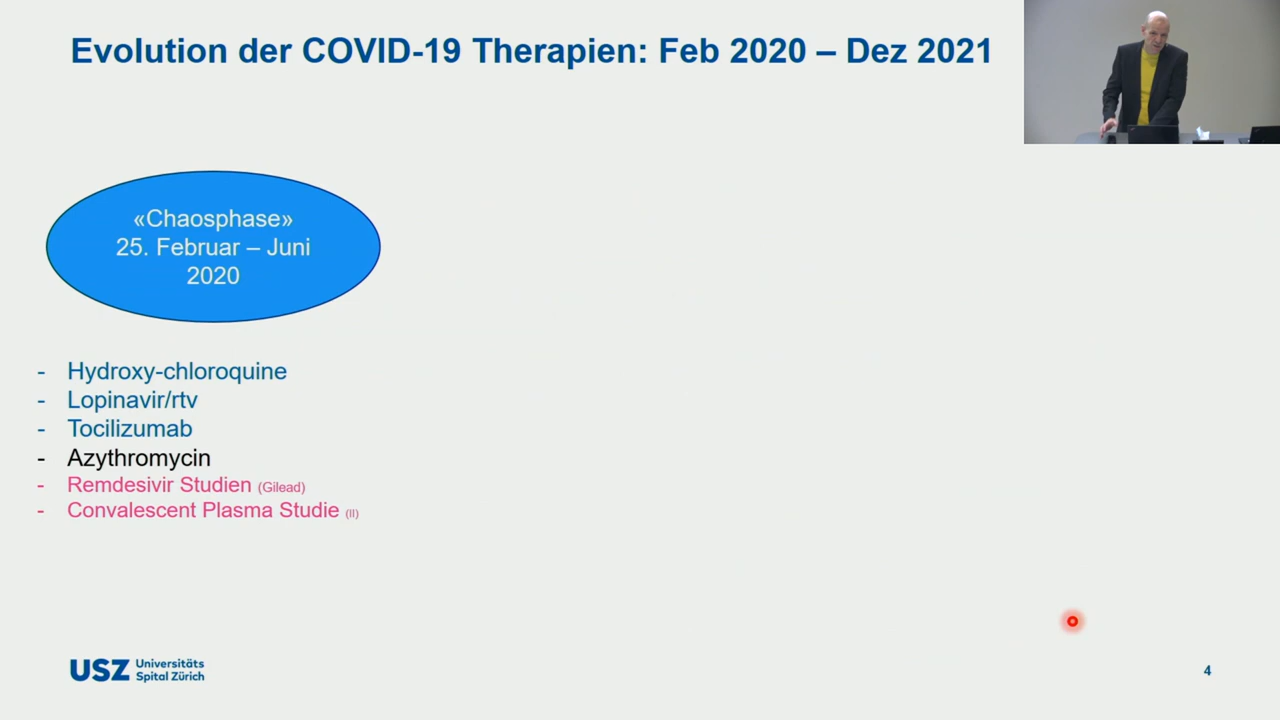 Evolution der COVID-19 Therapien: Feb 2020 – Dez 2021
«Chaosphase»
25. Februar – Juni
2020
- Hydroxy-chloroquine
- Lopinavir/rtv
- Tocilizumab
- Azythromycin
- Remdesivir Studien (Gilead)
- Convalescent Plasma Studie (II)
USZ Universitäts
Spital Zürich
4